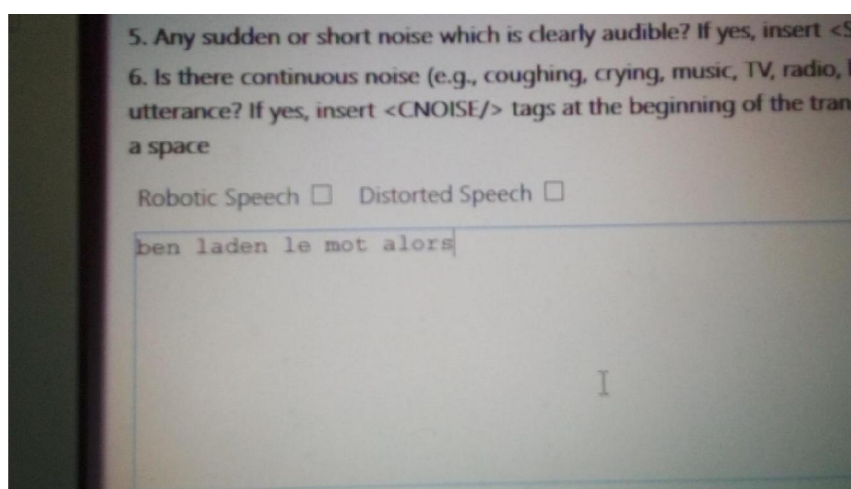 5. Any sudden or short noise which is clearly audible? If yes, insert <S
6. Is there continuous noise (e.g., coughing, crying, music, TV, radio,
utterance? If yes, insert <CNOISE/> tags at the beginning of the tran
a space
Robotic Speech ☐ Distorted Speech ☐
ben laden le mot alors